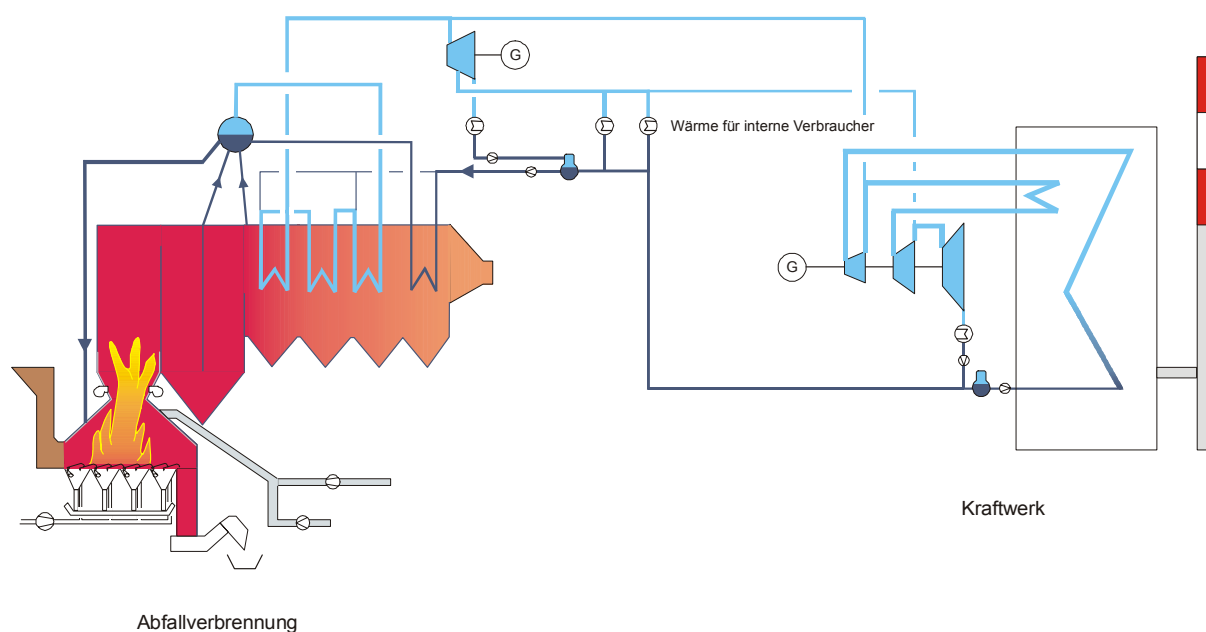 G
Wärme für interne Verbraucher
G
Kraftwerk
Abfallverbrennung